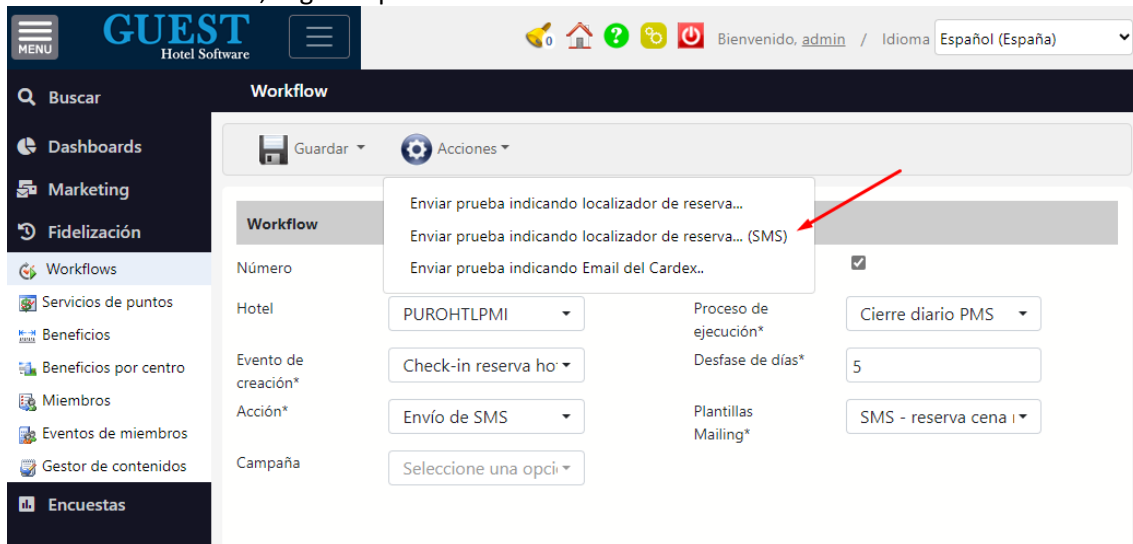 MENU
GUEST
Hotel Software
0
Bienvenido, admin / Idioma Español (España)
Buscar
Workflow
Dashboards
Guardar
Acciones
Marketing
Enviar prueba indicando localizador de reserva...
Fidelización
Workflow
Enviar prueba indicando localizador de reserva... (SMS)
Workflows
Número
Enviar prueba indicando Email del Cardex..
Servicios de puntos
Hotel
PUROHTLPMI
Proceso de
ejecución*
Cierre diario PMS
Beneficios
Beneficios por centro
Evento de
creación*
Check-in reserva ho
Desfase de días*
5
Miembros
Acción*
Envío de SMS
Plantillas
Mailing*
SMS - reserva cena
Eventos de miembros
Gestor de contenidos
Campaña
Seleccione una opci
Encuestas